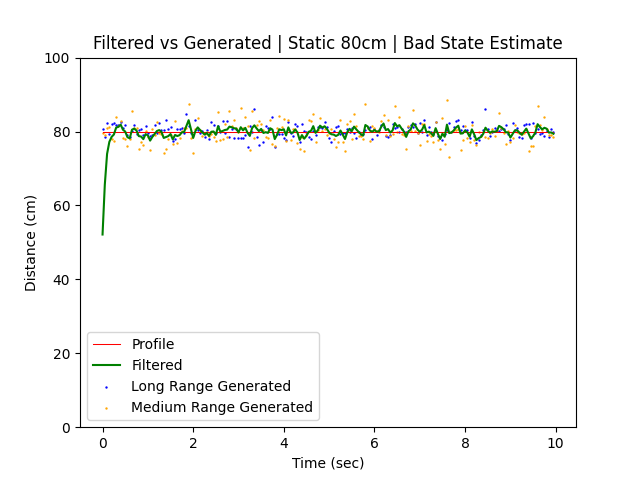 Filtered vs Generated | Static 80cm | Bad State Estimate
100
80
60
40
20
0
Distance (cm)
Profile
Filtered
Long Range Generated
Medium Range Generated
0 2 4 6 8 10
Time (sec)